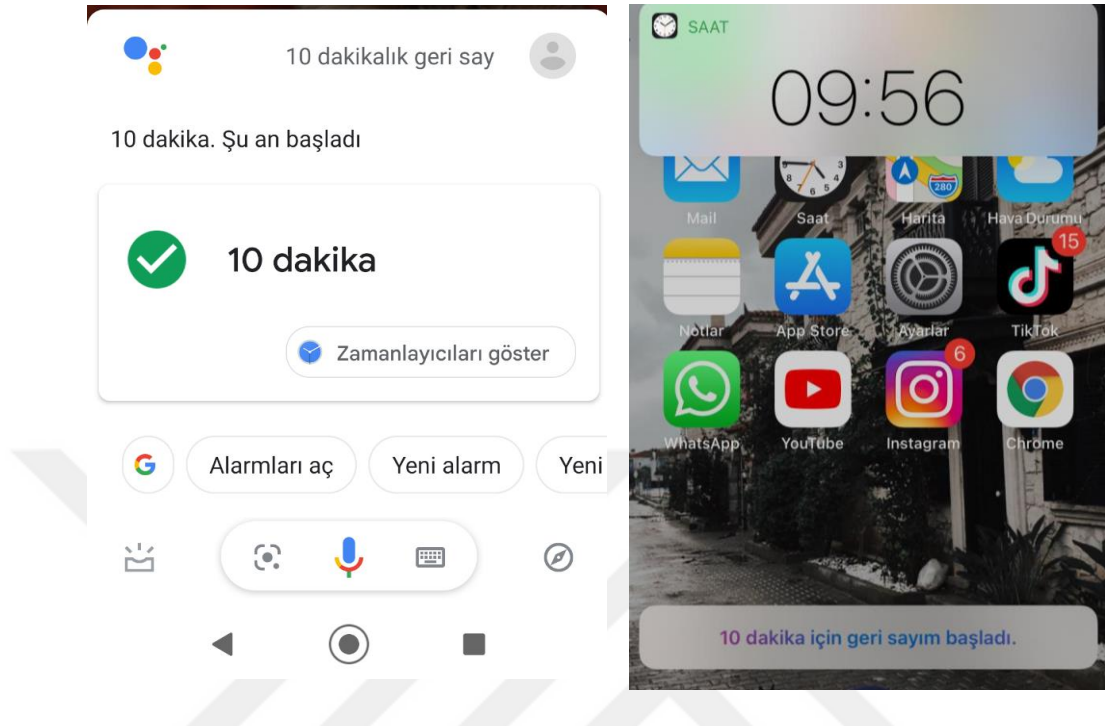 10 dakikalık geri say
10 dakika. Şu an başladı
10 dakika
Zamanlayıcıları göster
Alarmları aç
Yeni alarm
Yeni
SAAT
09:56
280
Mail
Saat
Harita
Hava Durumu
15
Notlar
App Store
Ayarlar
TikTok
6
WhatsApp
YouTube
Instagram
Chrome
10 dakika için geri sayım başladı.